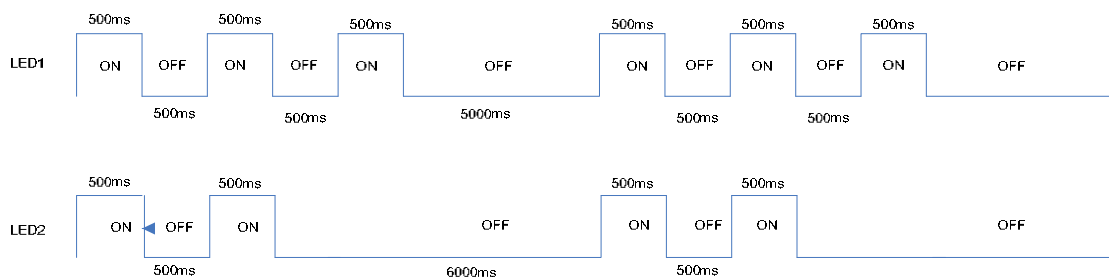 500ms 500ms 500ms 500ms 500ms 500ms
LED1 ON OFF ON OFF ON OFF ON OFF ON OFF ON OFF
500ms 500ms 5000ms 500ms 500ms
500ms 500ms 500ms 500ms
LED2 ON OFF ON OFF ON OFF ON OFF
500ms 6000ms 500ms